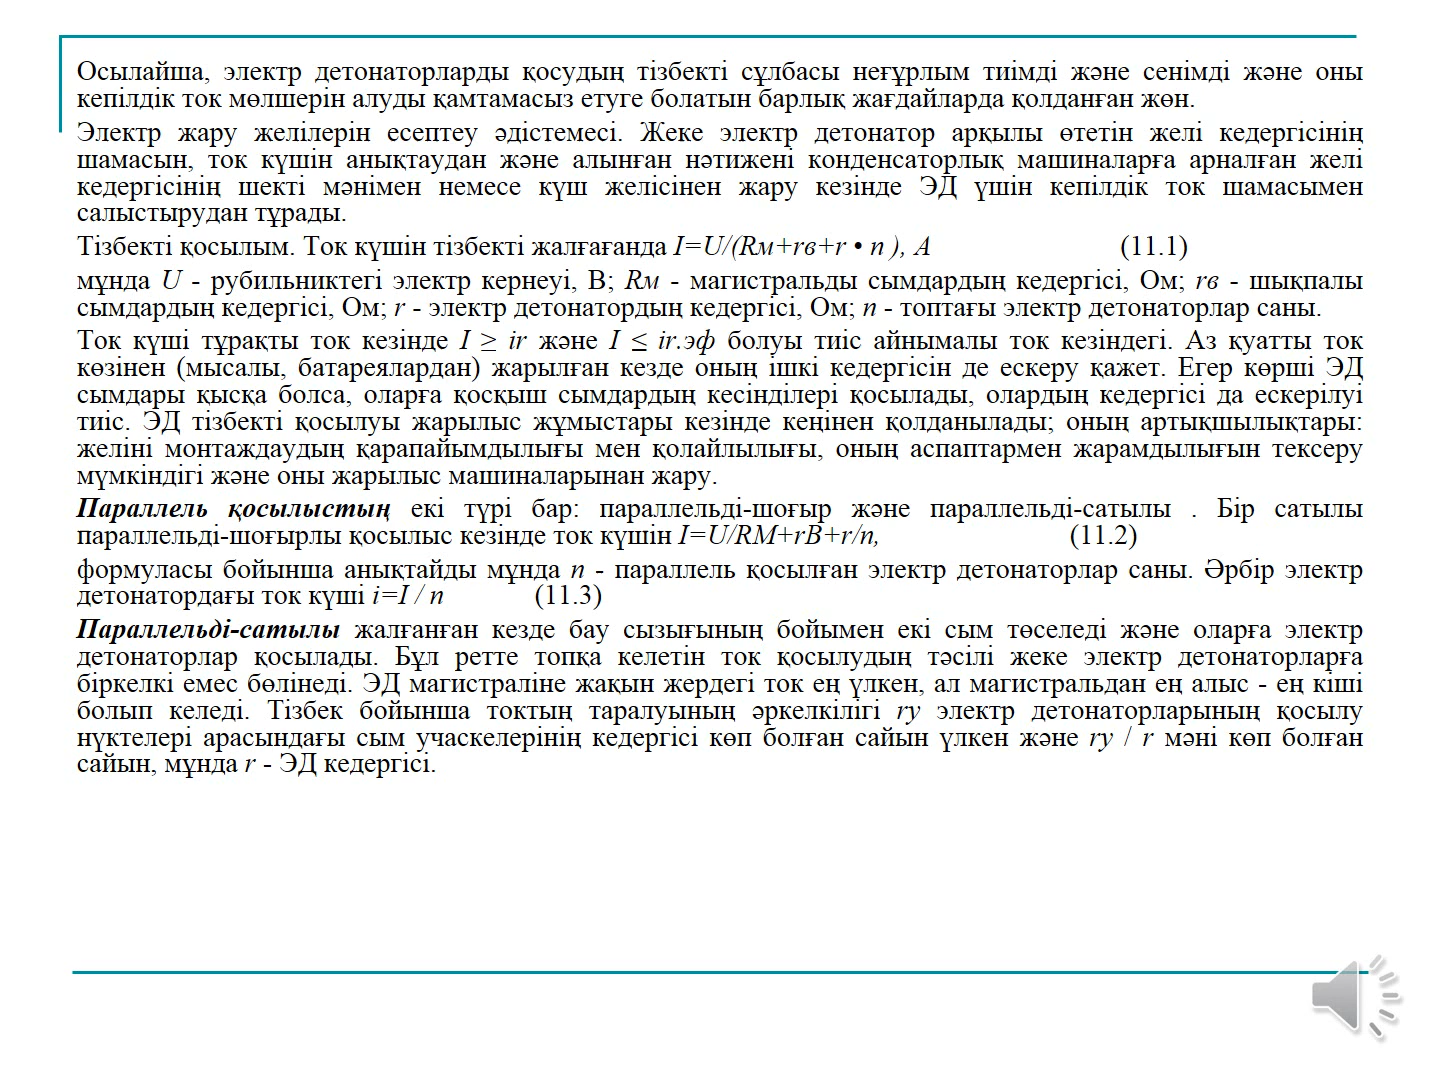 Осылайша, электр детонаторларды қосудың тізбекті сұлбасы неғұрлым тиімді және сенімді және оны
кепілдік ток мөлшерін алуды қамтамасыз етуге болатын барлық жағдайларда қолданған жөн.
Электр жару желілерін есептеу әдістемесі. Жеке электр детонатор арқылы өтетін желі кедергісінің
шамасын, ток күшін анықтаудан және алынған нәтижені конденсаторлық машиналарға арналған желі
кедергісінің шекті мәнімен немесе күш желісінен жару кезінде ЭД үшін кепілдік ток шамасымен
салыстырудан тұрады.
Тізбекті қосылым. Ток күшін тізбекті жалғағанда I=U/(Rм+rв+r • n ), A (11.1)
мұнда U - рубильниктегі электр кернеуі, В; Rм - магистральды сымдардың кедергісі, Ом; rв - шықпалы
сымдардың кедергісі, Ом; r - электр детонатордың кедергісі, Ом; n - топтағы электр детонаторлар саны.
Ток күші тұрақты ток кезінде I ≥ ir және I ≤ ir.эф болуы тиіс айнымалы ток кезіндегі. Аз қуатты ток
көзінен (мысалы, батареялардан) жарылған кезде оның ішкі кедергісін де ескеру қажет. Егер көрші ЭД
сымдары қысқа болса, оларға қосқыш сымдардың кесінділері қосылады, олардың кедергісі да ескерілуі
тиіс. ЭД тізбекті қосылуы жарылыс жұмыстары кезінде кеңінен қолданылады; оның артықшылықтары:
желіні монтаждаудың қарапайымдылығы мен қолайлылығы, оның аспаптармен жарамдылығын тексеру
мүмкіндігі және оны жарылыс машиналарынан жару.
Параллель қосылыстың екі түрі бар: параллельді-шоғыр және параллельді-сатылы . Бір сатылы
параллельді-шоғырлы қосылыс кезінде ток күшін I=U/RM+rB+r/n, (11.2)
формуласы бойынша анықтайды мұнда n - параллель қосылған электр детонаторлар саны. Әрбір электр
детонатордағы ток күші i=I / n (11.3)
Параллельді-сатылы жалғанған кезде бау сызығының бойымен екі сым төселеді және оларға электр
детонаторлар қосылады. Бұл ретте топқа келетін ток қосылудың тәсілі жеке электр детонаторларға
біркелкі емес бөлінеді. ЭД магистраліне жақын жердегі ток ең үлкен, ал магистральдан ең алыс - ең кіші
болып келеді. Тізбек бойынша токтың таралуының әркелкілігі ry электр детонаторларының қосылу
нүктелері арасындағы сым учаскелерінің кедергісі көп болған сайын үлкен және ry / r мәні көп болған
сайын, мұнда r - ЭД кедергісі.